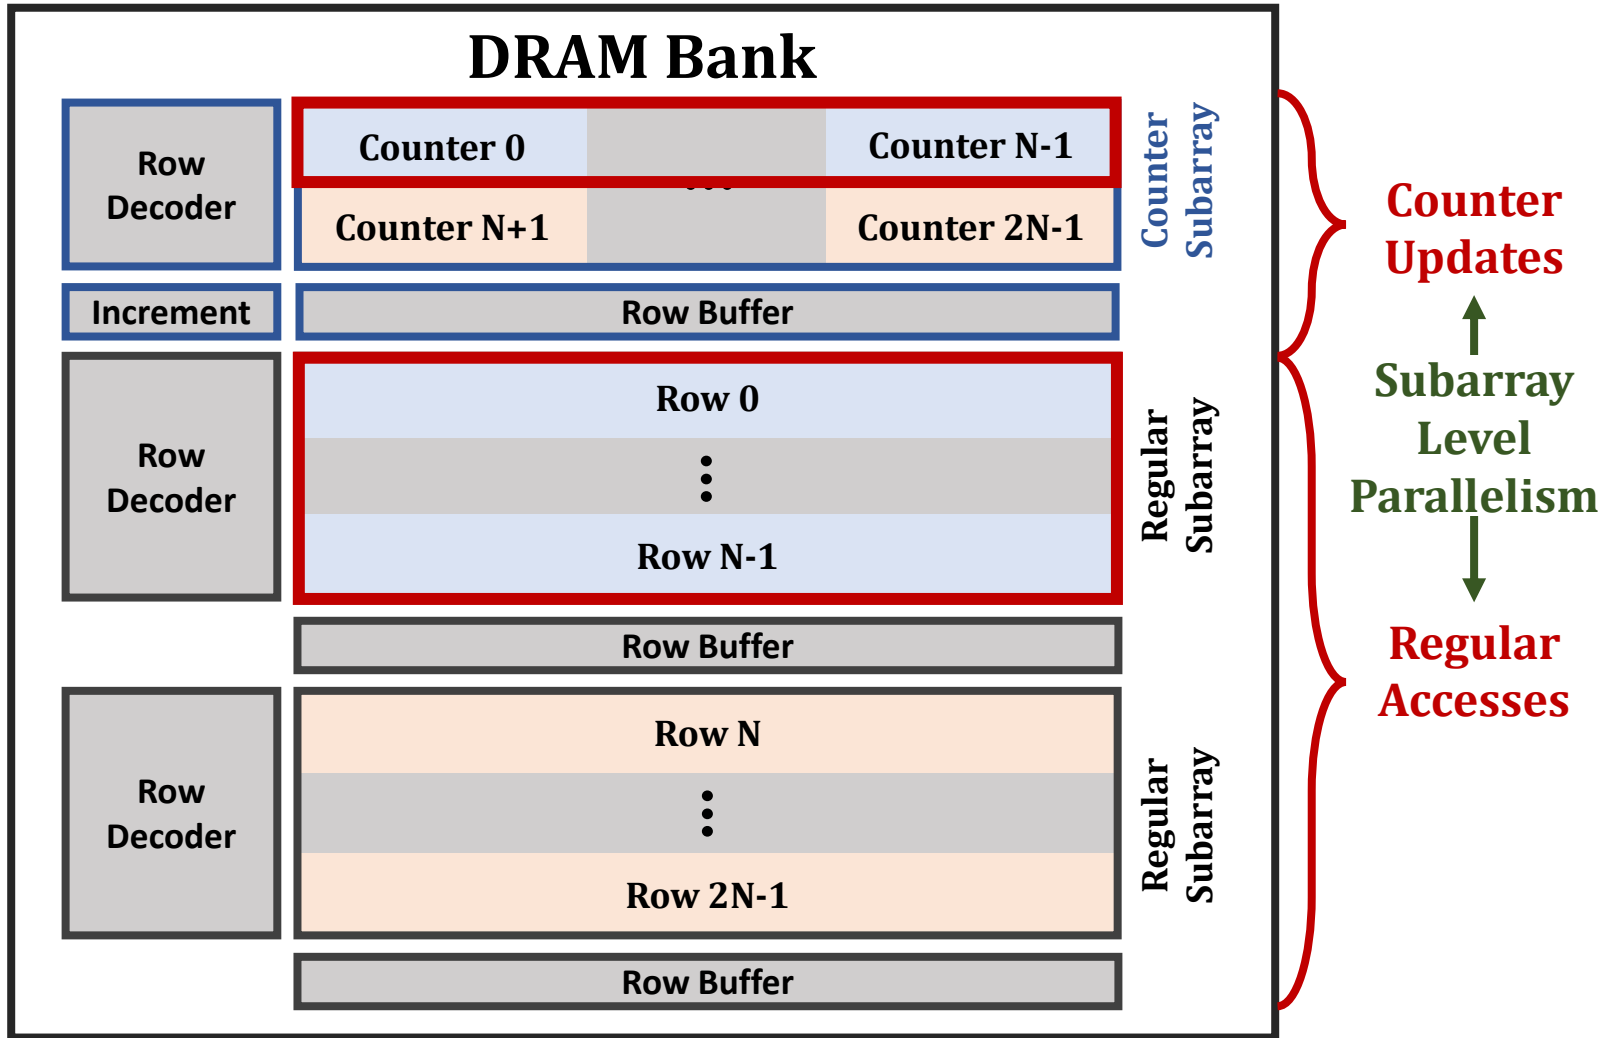 DRAM Bank
Row
Decoder
Counter 0
Counter N-1
...
Counter N+1
Counter 2N-1
Counter
Subarray
Increment
Row Buffer
Row
Decoder
Row 0
⋮
Row N-1
Regular
Subarray
Row Buffer
Row
Decoder
Row N
⋮
Row 2N-1
Regular
Subarray
Row Buffer
Counter
Updates
Subarray
Level
Parallelism
Regular
Accesses